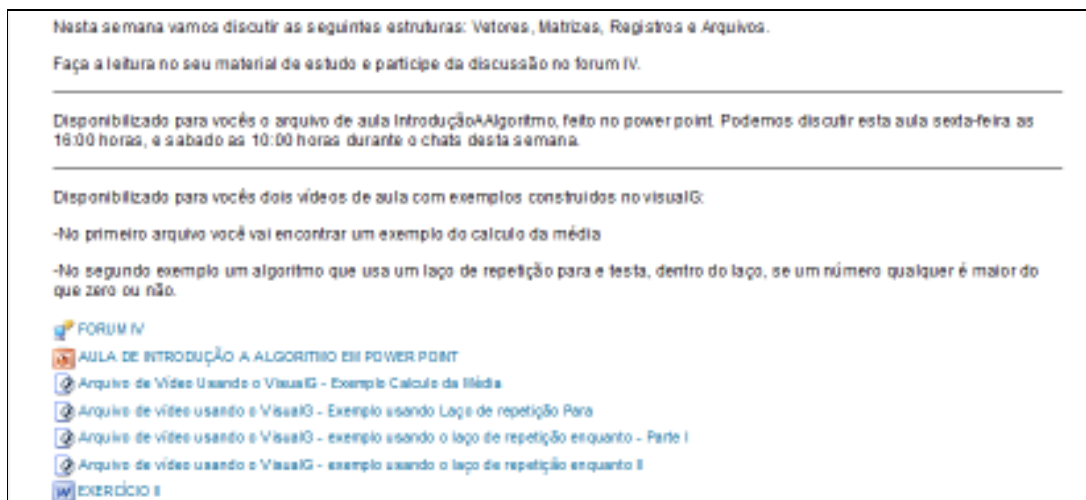 Nesta semana vamos discutir as seguintes estruturas: Vetores, Matrizes, Registros e Arquivos.
Faça a leitura no seu material de estudo e participe da discussão no forum IV.
Disponibilizado para vocês o arquivo de aula IntroduçãoAAlgoritmo, feito no power point. Podemos discutir esta aula sexta-feira as
16:00 horas, e sabado as 10:00 horas durante o chats desta semana.
Disponibilizado para vocês dois vídeos de aula com exemplos construidos no visualG:
-No primeiro arquivo você vai encontrar um exemplo do calculo da média
-No segundo exemplo um algoritmo que usa um laço de repetição para e testa, dentro do laço, se um número qualquer é maior do
que zero ou não.
FORUM IV
AULA DE INTRODUÇÃO A ALGORITMO EM POWER POINT
Arquivo de Vídeo Usando o VisualG - Exemplo Calculo da Média
Arquivo de vídeo usando o VisualG - Exemplo usando Laço de repetição Para
Arquivo de vídeo usando o VisualG - exemplo usando o laço de repetição enquanto - Parte I
Arquivo de vídeo usando o VisualG - exemplo usando o laço de repetição enquanto II
EXERCÍCIO II